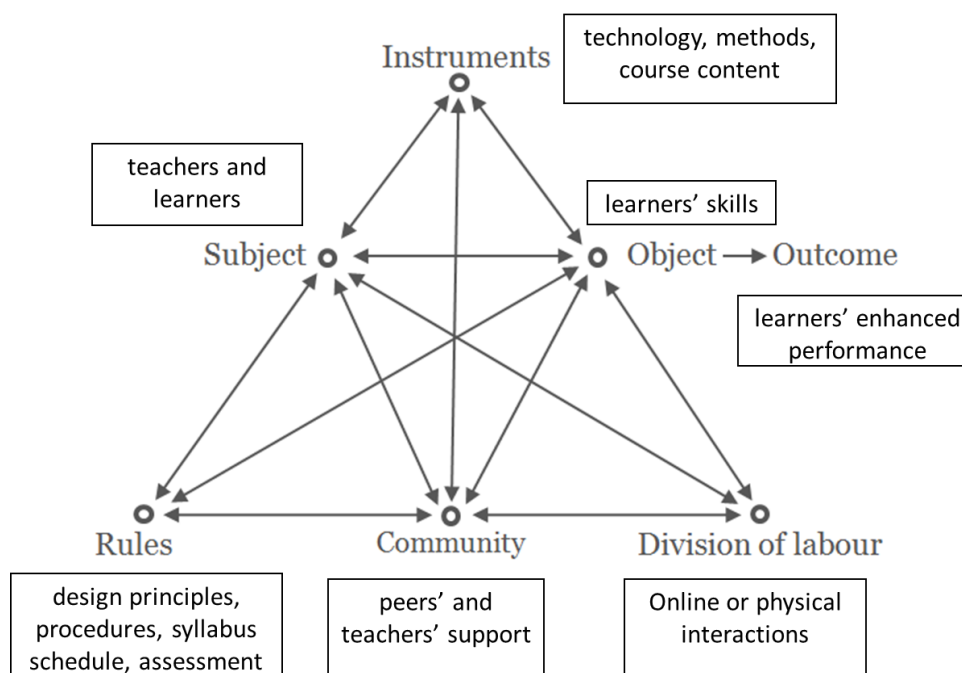 technology, methods,
course content
Instruments
teachers and
learners
learners’ skills
Subject
Object
Outcome
learners’ enhanced
performance
Rules
Community
Division of labour
design principles,
procedures, syllabus
schedule, assessment
peers’ and
teachers’ support
Online or physical
interactions